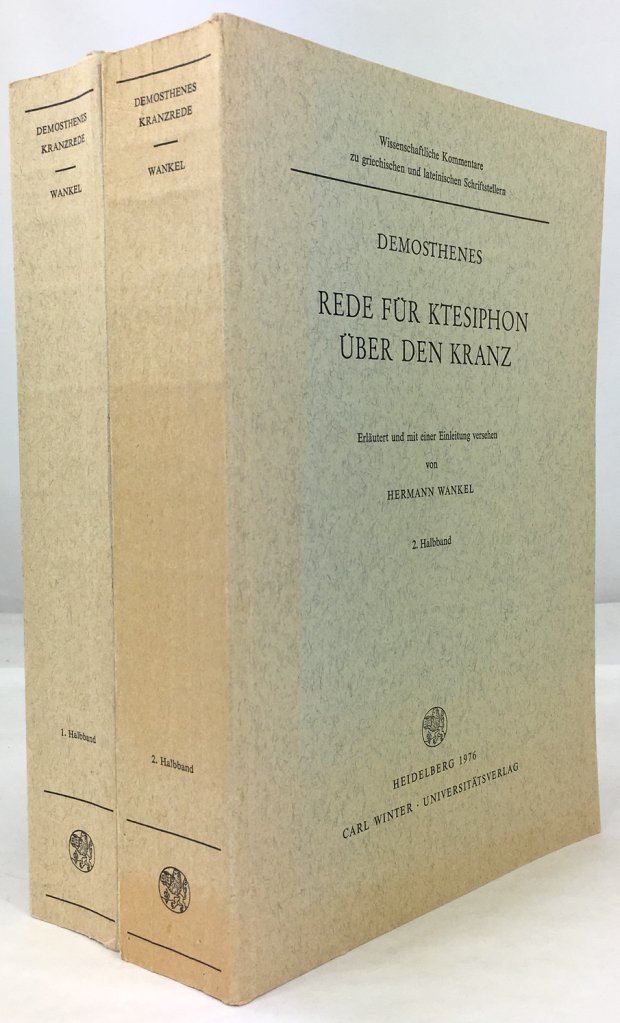 DEMOSTHENES
KRANZREDE
WANKEL
1. Halbband
DEMOSTHENES
KRANZREDE
WANKEL
2. Halbband
Wissenschaftliche Kommentare
zu griechischen und lateinischen Schriftstellern
DEMOSTHENES
REDE FÜR KTESIPHON
ÜBER DEN KRANZ
Erläutert und mit einer Einleitung versehen
von
HERMANN WANKEL
2. Halbband
HEIDELBERG 1976
CARL WINTER · UNIVERSITÄTSVERLAG